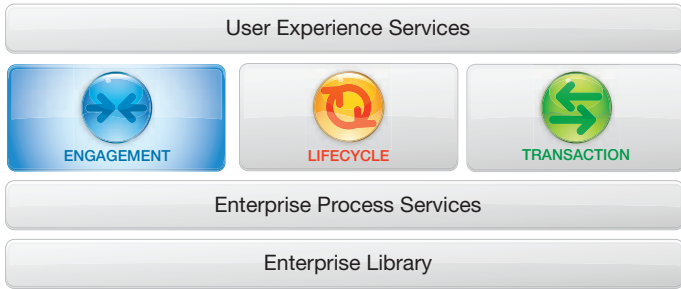 User Experience Services
ENGAGEMENT
LIFECYCLE
TRANSACTION
Enterprise Process Services
Enterprise Library